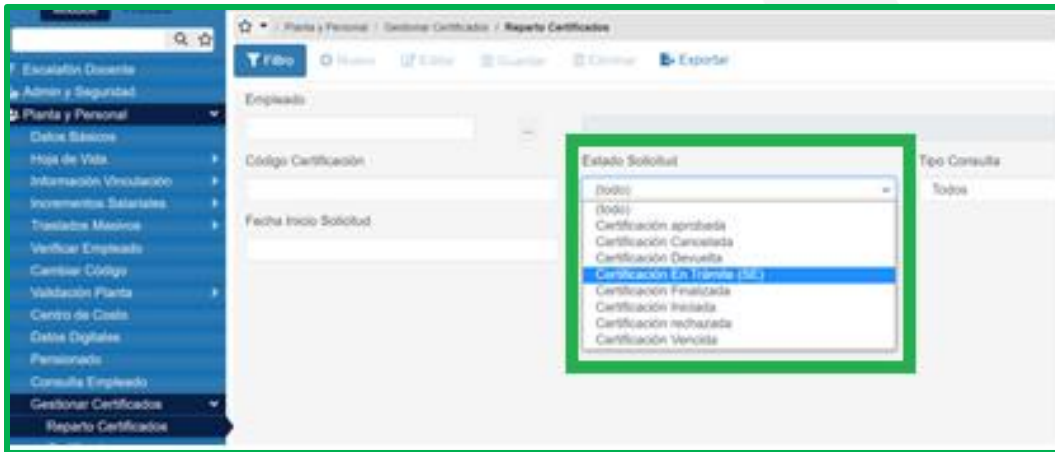 / Planta y Personal / Gestionar Certificados / Reparto Certificados
Filtro Nuevo Editar Guardar Eliminar Exportar
Escalafón Docente
Admin y Seguridad
Planta y Personal
Datos Básicos
Hoja de Vida
Información Vinculación
Incrementos Salariales
Traslados Masivos
Verificar Empleado
Cambiar Código
Validación Planta
Centro de Costo
Datos Digitales
Pensionado
Consulta Empleado
Gestionar Certificados
Reparto Certificados
Empleado
...
Código Certificación
Estado Solicitud
Tipo Consulta
(todo)
Todos
Fecha Inicio Solicitud
(todo)
Certificación aprobada
Certificación Cancelada
Certificación Devuelta
Certificación En Trámite (SE)
Certificación Finalizada
Certificación Iniciada
Certificación rechazada
Certificación Vencida